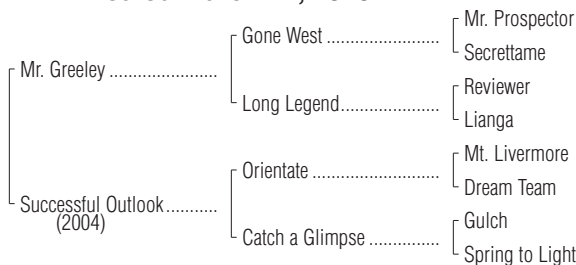 Mr. Prospector
Gone West ........................
Secrettame
Mr. Greeley ......................
Reviewer
Long Legend.....................
Lianga
Mt. Livermore
Orientate ..........................
Dream Team
Successful Outlook...........
(2004)
Gulch
Catch a Glimpse ...............
Spring to Light